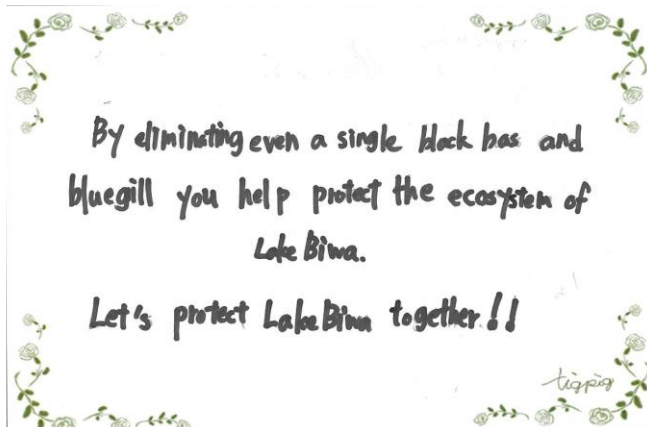 By eliminating even a single black bas and
bluegill you help protect the ecosystem of
Lake Biwa.
Let's protect Lake Biwa together!!
tigpig